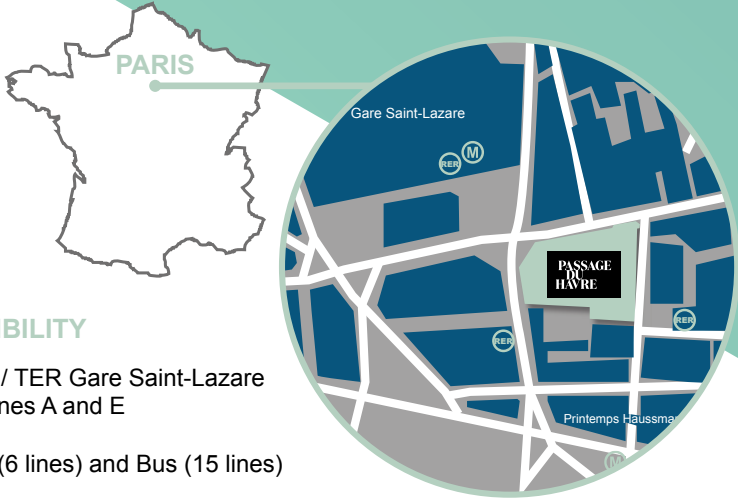 PARIS
Gare Saint-Lazare
RER
M
PASSAGE
DU
HAVRE
RER
RER
Printemps Haussma
M
IBILITY
/ TER Gare Saint-Lazare
nes A and E
(6 lines) and Bus (15 lines)